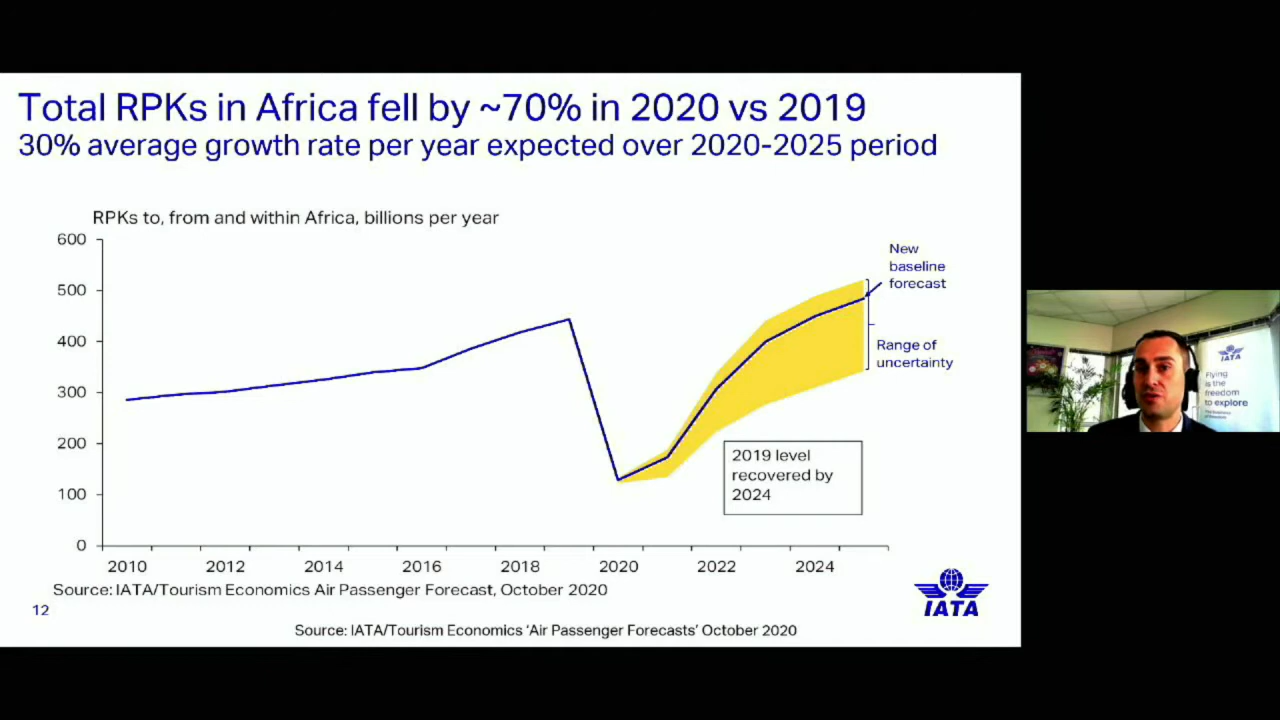 Total RPKs in Africa fell by ~70% in 2020 vs 2019
30% average growth rate per year expected over 2020-2025 period
RPKs to, from and within Africa, billions per year
600
500
400
300
200
100
0
2010 2012 2014 2016 2018 2020 2022 2024
New
baseline
forecast
Range of
uncertainty
2019 level
recovered by
2024
Source: IATA/Tourism Economics Air Passenger Forecast, October 2020
12
Source: IATA/Tourism Economics 'Air Passenger Forecasts' October 2020
IATA
IATA
Flying
is the
freedom
to explore